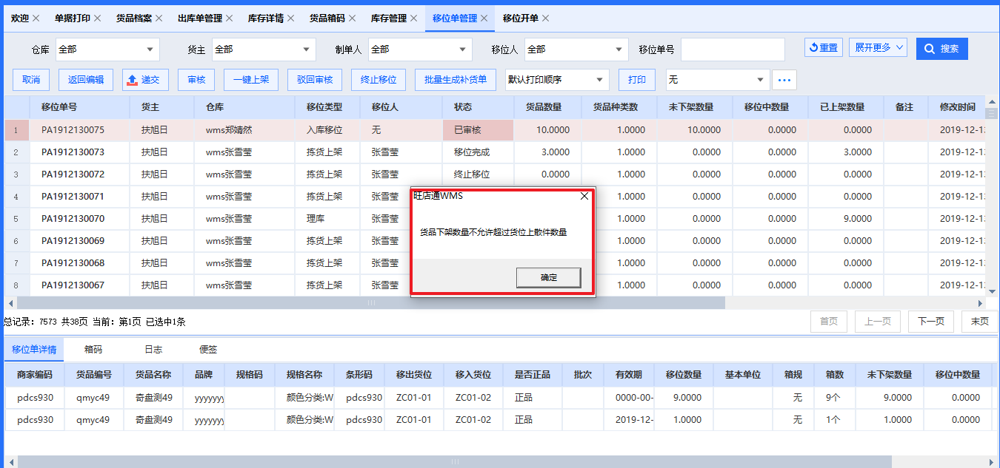 欢迎 单据打印 货品档案 出库单管理 库存详情 货品箱码 库存管理 移位单管理 移位开单
仓库 全部 货主 全部 制单人 全部 移位人 全部 移位单号 重置 展开更多 搜索
取消 返回编辑 递交 审核 一键上架 驳回审核 终止移位 批量生成补货单 默认打印顺序 打印 无 ...
移位单号 货主 仓库 移位类型 移位人 状态 货品数量 货品种类数 未下架数量 移位中数量 已上架数量 备注 修改时间
1 PA1912130075 扶旭日 wms郑婧然 入库移位 无 已审核 10.0000 1.0000 10.0000 0.0000 0.0000 2019-12-1
2 PA1912130073 扶旭日 wms张雪莹 拣货上架 张雪莹 移位完成 3.0000 1.0000 0.0000 0.0000 3.0000 2019-12-1
3 PA1912130072 扶旭日 wms张雪莹 拣货上架 张雪莹 终止移位 0.0000 1.0000 0.0000 0.0000 0.0000 2019-12-1
4 PA1912130071 扶旭日 wms张雪莹 拣货上架 张雪莹 1.0000 0.0000 0.0000 0.0000 2019-12-1
5 PA1912130070 扶旭日 wms张雪莹 理库 张雪莹 1.0000 0.0000 0.0000 9.0000 2019-12-1
6 PA1912130069 扶旭日 wms张雪莹 拣货上架 张雪莹 1.0000 0.0000 0.0000 0.0000 2019-12-1
7 PA1912130068 扶旭日 wms张雪莹 拣货上架 张雪莹 1.0000 0.0000 0.0000 0.0000 2019-12-1
8 PA1912130067 扶旭日 wms张雪莹 拣货上架 张雪莹 1.0000 0.0000 0.0000 0.0000 2019-12-1
旺店通WMS
货品下架数量不允许超过货位上散件数量
确定
总记录：7573 共38页 当前：第1页 已选中1条 首页 上一页 下一页 末页
移位单详情 箱码 日志 便签
商家编码 货品编号 货品名称 品牌 规格码 规格名称 条形码 移出货位 移入货位 是否正品 批次 有效期 移位数量 基本单位 箱规 箱数 未下架数量 移位中数量
pdcs930 qmyc49 奇盘测49 yyyyyyy 颜色分类:W pdcs930 ZC01-01 ZC01-02 正品 0000-00- 9.0000 无 9个 9.0000 0.0000
pdcs930 qmyc49 奇盘测49 yyyyyyy 颜色分类:W pdcs930 ZC01-01 ZC01-02 正品 2019-12- 1.0000 无 1个 1.0000 0.0000